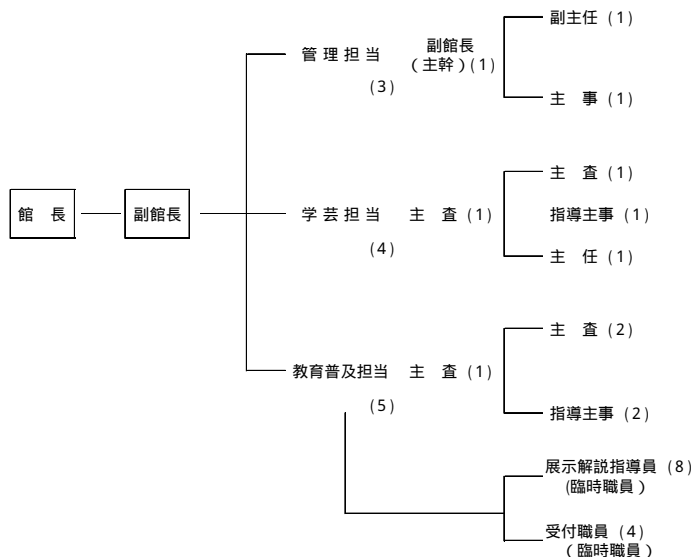 副主任 (1)
管理担当 副館長
(主幹)(1)
(3)
主 事 (1)
主 査 (1)
館 長 副館長 学芸担当 主 査 (1) 指導主事 (1)
(4)
主 任 (1)
主 査 (2)
教育普及担当 主 査 (1)
(5)
指導主事 (2)
展示解説指導員 (8)
(臨時職員)
受付職員 (4)
(臨時職員)